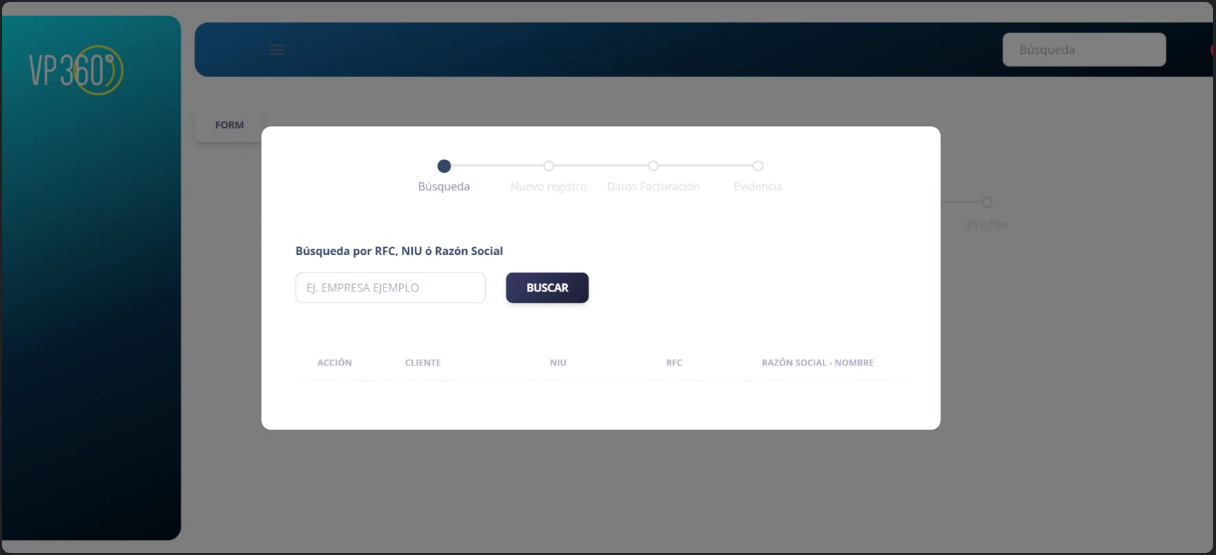 VP360°
Búsqueda
FORM
Búsqueda
Nuevo registro
Datos Facturación
Evidencia
Profile
Búsqueda por RFC, NIU ó Razón Social
EJ. EMPRESA EJEMPLO
BUSCAR
ACCIÓN CLIENTE NIU RFC RAZÓN SOCIAL - NOMBRE